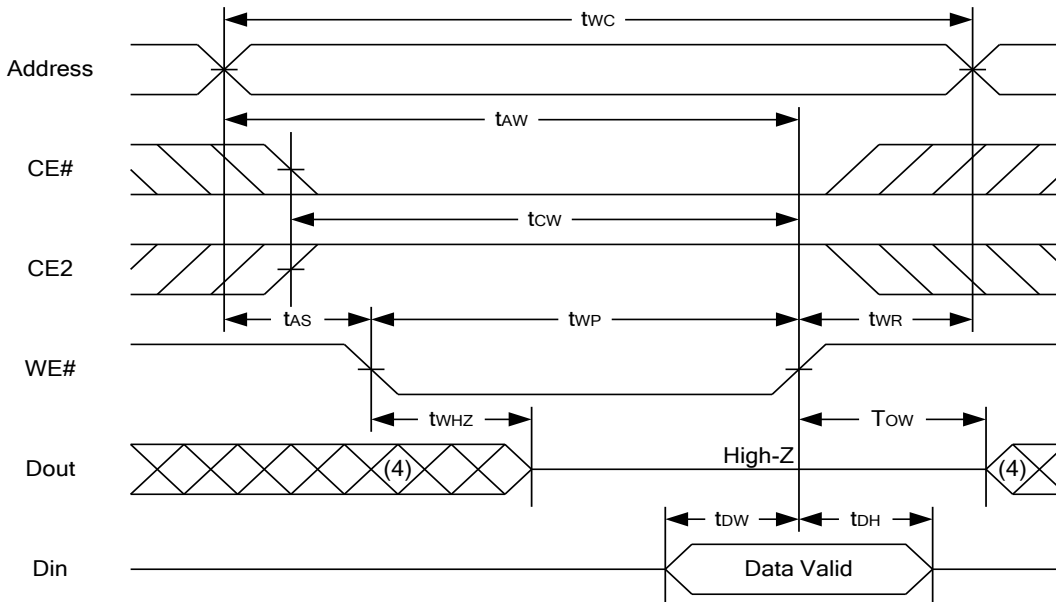 tWC
Address
tAW
CE#
tCW
CE2
tAS
tWP
tWR
WE#
tWHZ
TOW
Dout
(4)
High-Z
(4)
tDW
tDH
Din
Data Valid